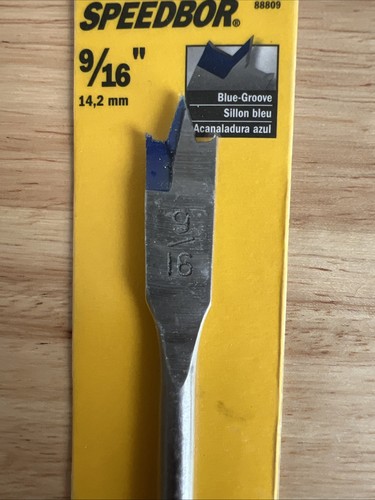 SPEEDBOR®
88809
9/16"
14,2 mm
Blue-Groove
Sillon bleu
Acanaladura azul
9/16